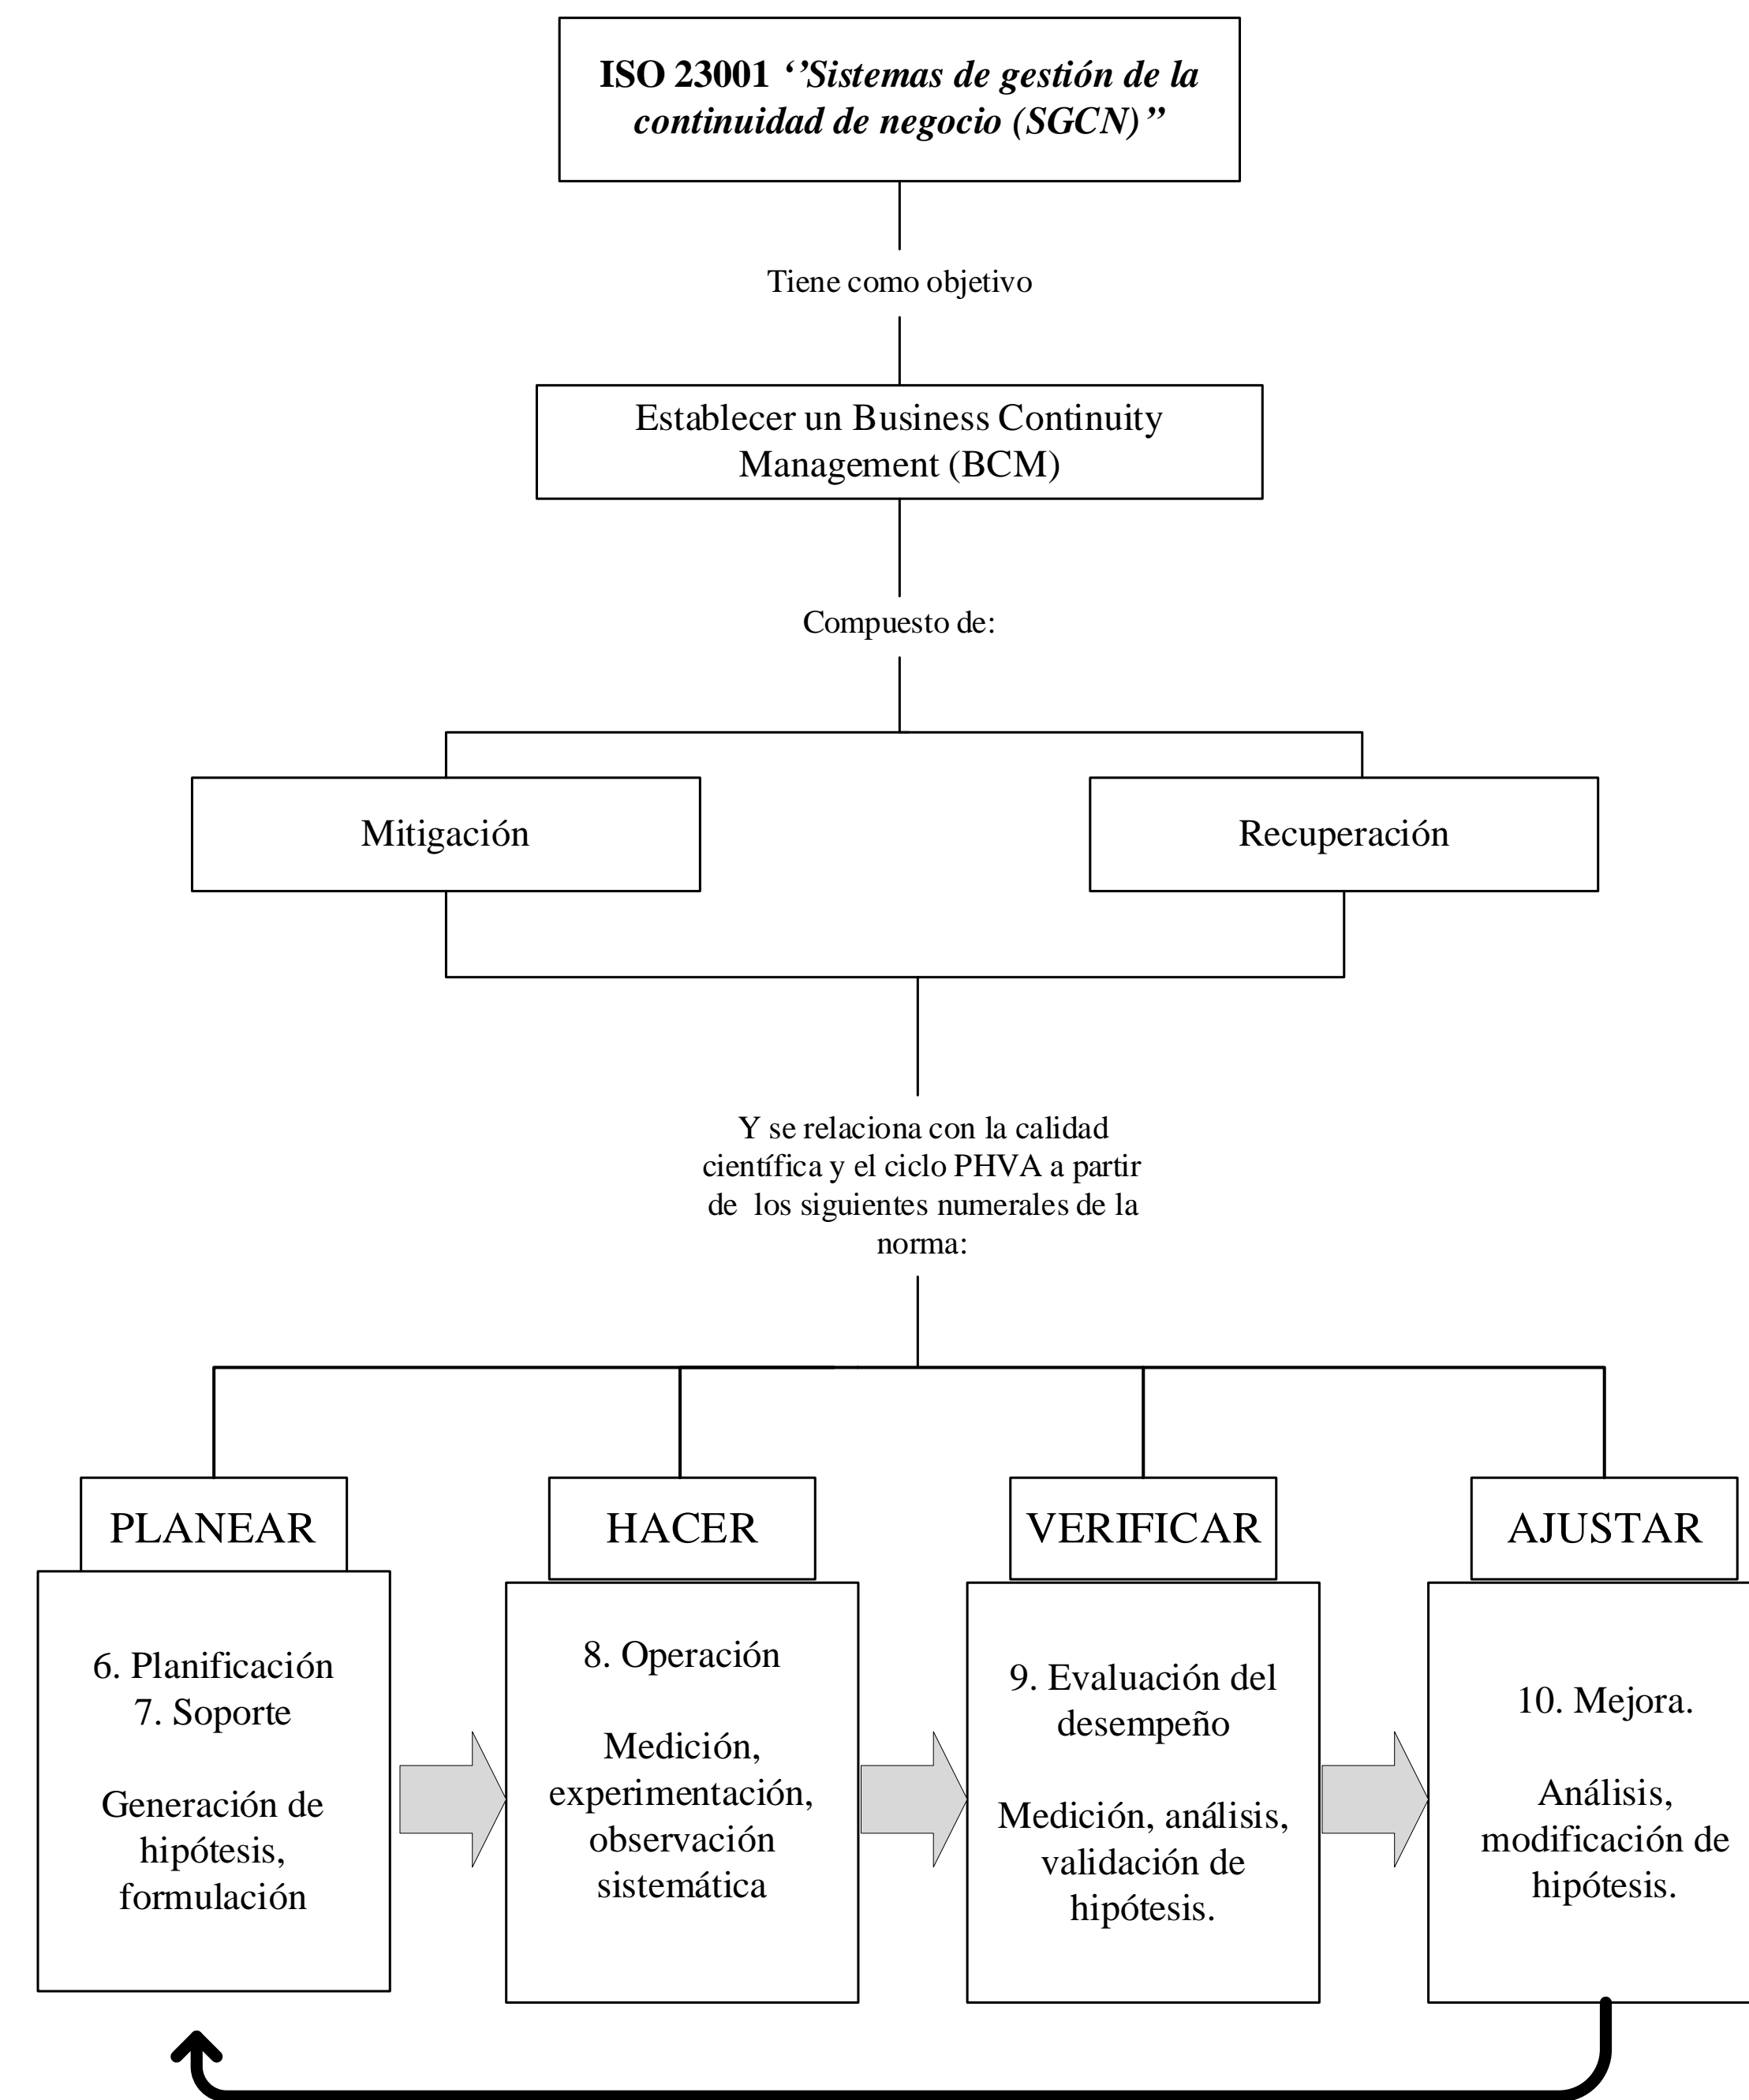 ISO 23001 ‘’Sistemas de gestión de la
continuidad de negocio (SGCN)’’
Tiene como objetivo
Establecer un Business Continuity
Management (BCM)
Compuesto de:
Mitigación
Recuperación
Y se relaciona con la calidad
científica y el ciclo PHVA a partir
de los siguientes numerales de la
norma:
PLANEAR
6. Planificación
7. Soporte
Generación de
hipótesis,
formulación
HACER
8. Operación
Medición,
experimentación,
observación
sistemática
VERIFICAR
9. Evaluación del
desempeño
Medición, análisis,
validación de
hipótesis.
AJUSTAR
10. Mejora.
Análisis,
modificación de
hipótesis.